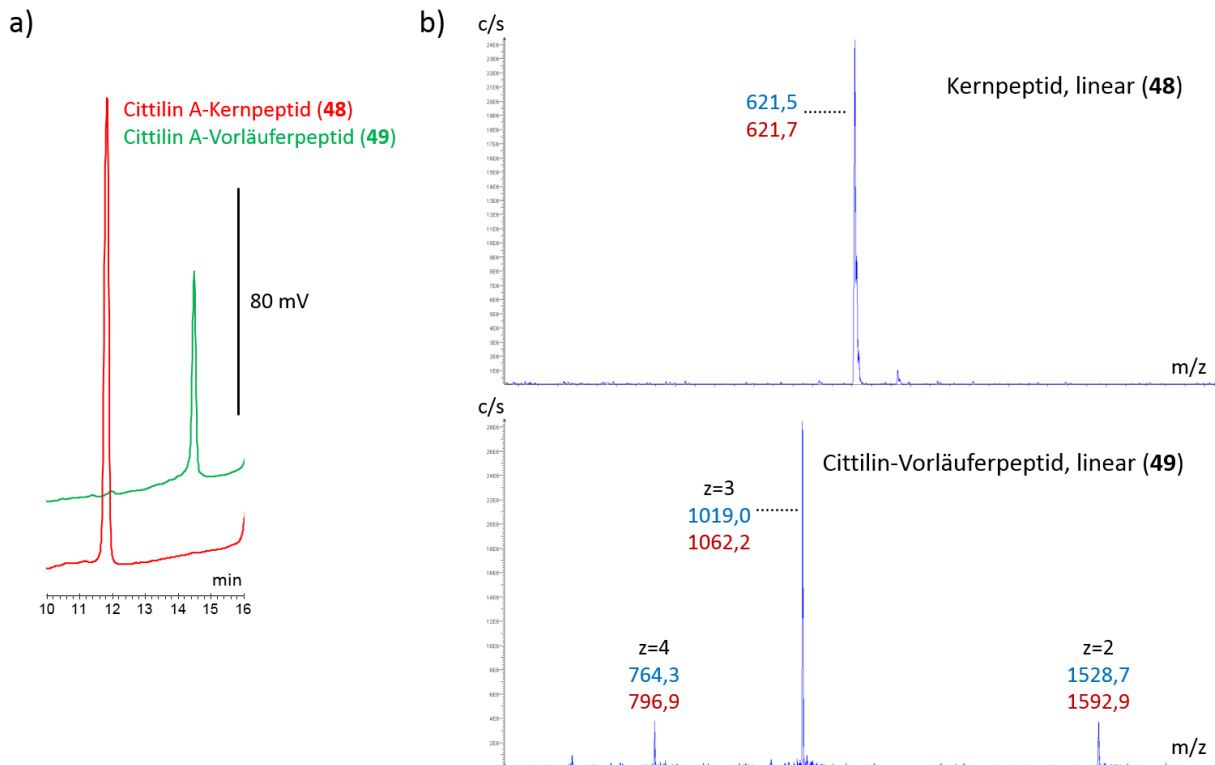 a)
Cittilin A-Kernpeptid (48)
Cittilin A-Vorläuferpeptid (49)
80 mV
min
10 11 12 13 14 15 16
b)
c/s
Kernpeptid, linear (48)
621,5
621,7
m/z
c/s
Cittilin-Vorläuferpeptid, linear (49)
z=3
1019,0
1062,2
z=4
764,3
796,9
z=2
1528,7
1592,9
m/z